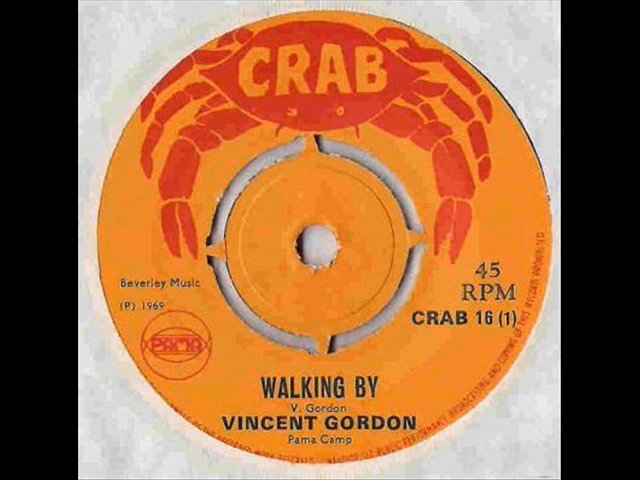 CRAB
Beverley Music
(P) 1969
PAMA
45
RPM
CRAB 16 (1)
WALKING BY
V. Gordon
VINCENT GORDON
Pama Camp